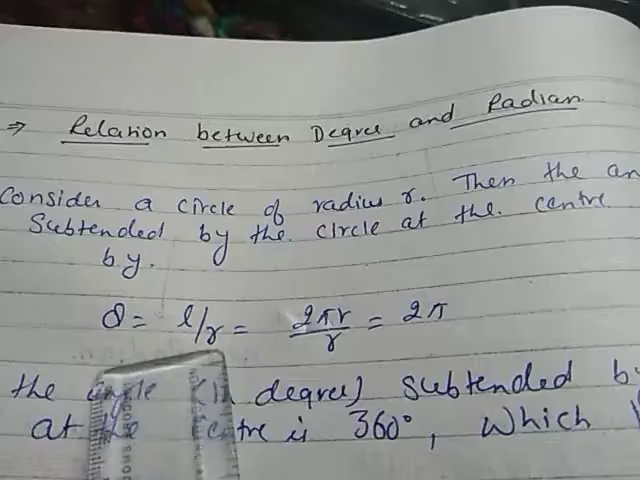 ⇒ Relation between Degree and Radian
Consider a circle of radius r. Then the an
Subtended by the circle at the centre
by.
θ = l/r = 2πr/r = 2π
the angle (in degree) subtended by
at the centre is 360°, which